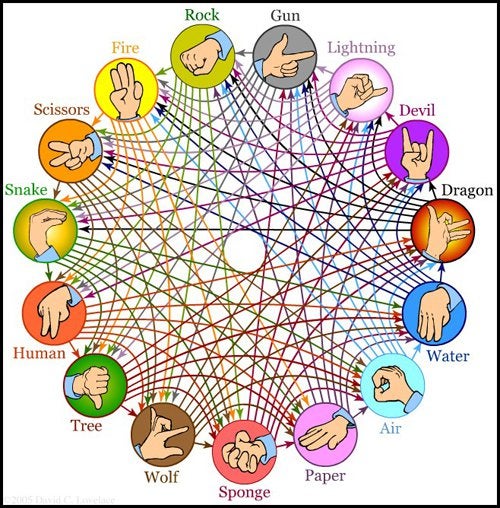 Rock
Gun
Fire
Lightning
Scissors
Devil
Snake
Dragon
Human
Water
Tree
Air
Wolf
Paper
Sponge
©2005 David C. Lovelace